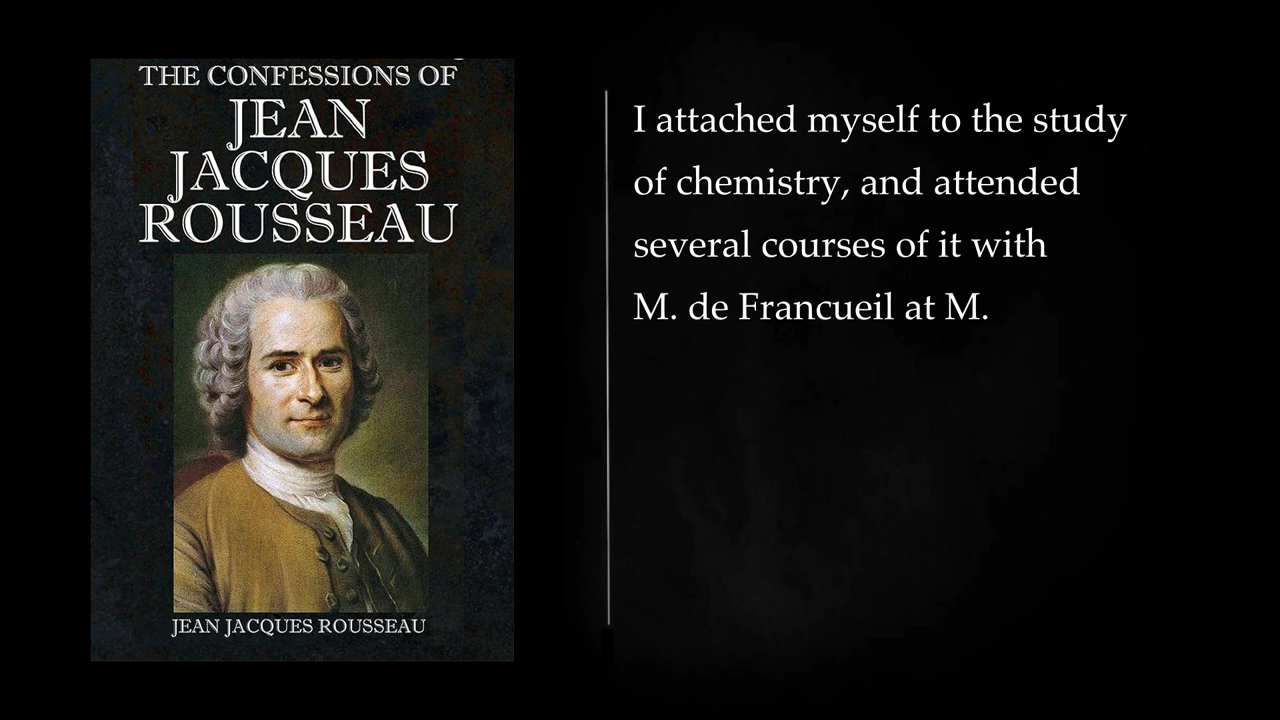 THE CONFESSIONS OF
JEAN
JACQUES
ROUSSEAU
JEAN JACQUES ROUSSEAU
I attached myself to the study
of chemistry, and attended
several courses of it with
M. de Francueil at M.